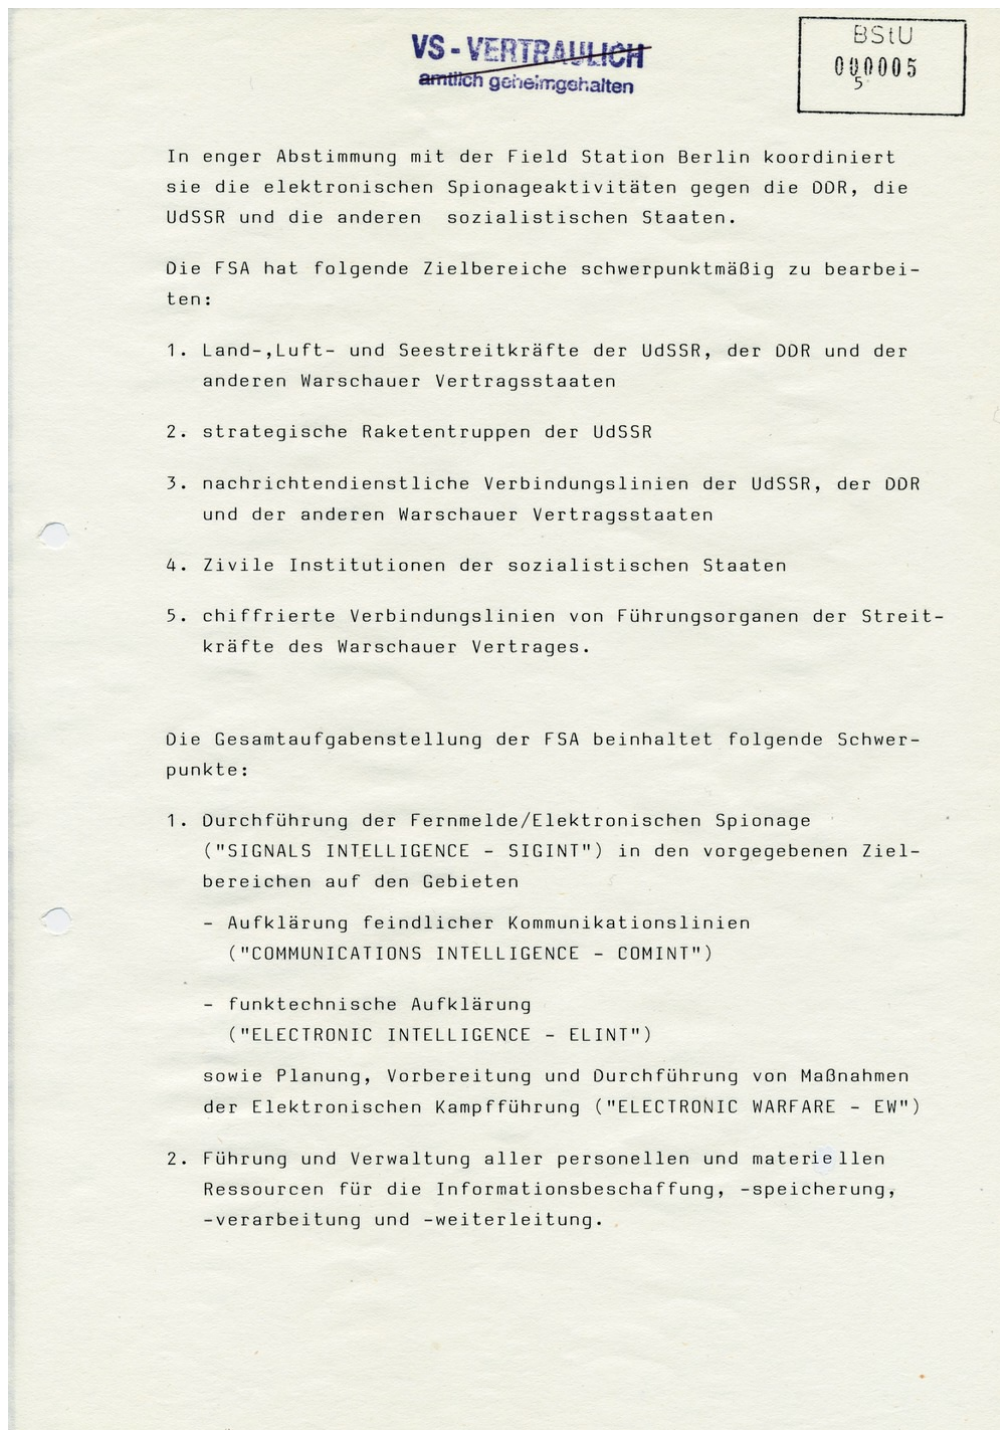 VS - VERTRAULICH
amtlich geheimgehalten
BStU
000005
5
In enger Abstimmung mit der Field Station Berlin koordiniert
sie die elektronischen Spionageaktivitäten gegen die DDR, die
UdSSR und die anderen  sozialistischen Staaten.
Die FSA hat folgende Zielbereiche schwerpunktmäßig zu bearbei-
ten:
1. Land-,Luft- und Seestreitkräfte der UdSSR, der DDR und der
anderen Warschauer Vertragsstaaten
2. strategische Raketentruppen der UdSSR
3. nachrichtendienstliche Verbindungslinien der UdSSR, der DDR
und der anderen Warschauer Vertragsstaaten
4. Zivile Institutionen der sozialistischen Staaten
5. chiffrierte Verbindungslinien von Führungsorganen der Streit-
kräfte des Warschauer Vertrages.
Die Gesamtaufgabenstellung der FSA beinhaltet folgende Schwer-
punkte:
1. Durchführung der Fernmelde/Elektronischen Spionage
("SIGNALS INTELLIGENCE - SIGINT") in den vorgegebenen Ziel-
bereichen auf den Gebieten
- Aufklärung feindlicher Kommunikationslinien
("COMMUNICATIONS INTELLIGENCE - COMINT")
- funktechnische Aufklärung
("ELECTRONIC INTELLIGENCE - ELINT")
sowie Planung, Vorbereitung und Durchführung von Maßnahmen
der Elektronischen Kampfführung ("ELECTRONIC WARFARE - EW")
2. Führung und Verwaltung aller personellen und materiellen
Ressourcen für die Informationsbeschaffung, -speicherung,
-verarbeitung und -weiterleitung.